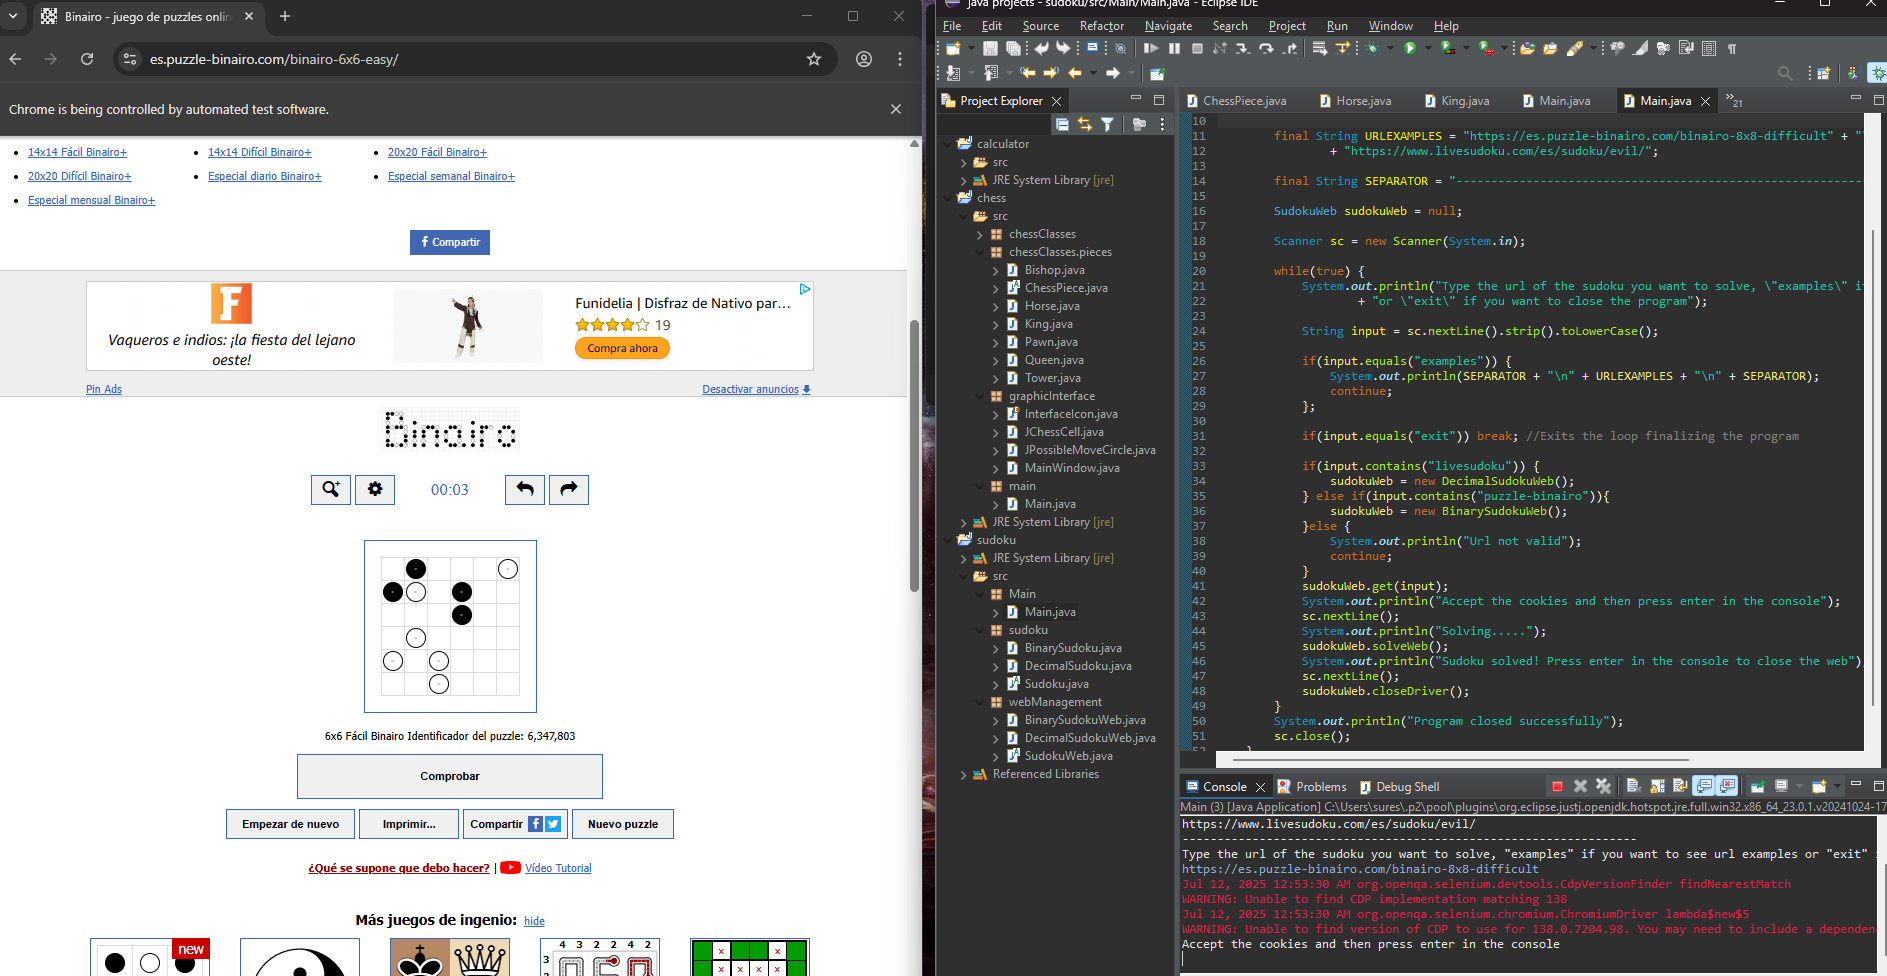 Binairo - juego de puzzles onlin
es.puzzle-binairo.com/binairo-6x6-easy/
Chrome is being controlled by automated test software.
14x14 Fácil Binairo+
14x14 Difícil Binairo+
20x20 Fácil Binairo+
20x20 Difícil Binairo+
Especial diario Binairo+
Especial semanal Binairo+
Especial mensual Binairo+
Compartir
Vaqueros e indios: ¡la fiesta del lejano
oeste!
Funidelia | Disfraz de Nativo par...
19
Compra ahora
Pin Ads
Desactivar anuncios
Binairo
00:03
6x6 Fácil Binairo Identificador del puzzle: 6,347,803
Comprobar
Empezar de nuevo
Imprimir...
Compartir
Nuevo puzzle
¿Qué se supone que debo hacer? | Vídeo Tutorial
Más juegos de ingenio: hide
new
4 3 2 2 4 2
3
java projects - sudoku/src/Main/Main.java - Eclipse IDE
File Edit Source Refactor Navigate Search Project Run Window Help
Project Explorer
calculator
src
JRE System Library [jre]
chess
src
chessClasses
chessClasses.pieces
Bishop.java
ChessPiece.java
Horse.java
King.java
Pawn.java
Queen.java
Tower.java
graphicInterface
InterfaceIcon.java
JChessCell.java
JPossibleMoveCircle.java
MainWindow.java
main
Main.java
JRE System Library [jre]
sudoku
JRE System Library [jre]
src
Main
Main.java
sudoku
BinarySudoku.java
DecimalSudoku.java
Sudoku.java
webManagement
BinarySudokuWeb.java
DecimalSudokuWeb.java
SudokuWeb.java
Referenced Libraries
ChessPiece.java Horse.java King.java Main.java Main.java 21
10
11 final String URLEXAMPLES = "https://es.puzzle-binairo.com/binairo-8x8-difficult" + "
12 + "https://www.livesudoku.com/es/sudoku/evil/";
13
14 final String SEPARATOR = "----------------------------------------------------------
15
16 SudokuWeb sudokuWeb = null;
17
18 Scanner sc = new Scanner(System.in);
19
20 while(true) {
21 System.out.println("Type the url of the sudoku you want to solve, \"examples\" i
22 + "or \"exit\" if you want to close the program");
23
24 String input = sc.nextLine().strip().toLowerCase();
25
26 if(input.equals("examples")) {
27 System.out.println(SEPARATOR + "\n" + URLEXAMPLES + "\n" + SEPARATOR);
28 continue;
29 };
30
31 if(input.equals("exit")) break; //Exits the loop finalizing the program
32
33 if(input.contains("livesudoku")) {
34 sudokuWeb = new DecimalSudokuWeb();
35 } else if(input.contains("puzzle-binairo")){
36 sudokuWeb = new BinarySudokuWeb();
37 }else {
38 System.out.println("Url not valid");
39 continue;
40 }
41 sudokuWeb.get(input);
42 System.out.println("Accept the cookies and then press enter in the console");
43 sc.nextLine();
44 System.out.println("Solving.....");
45 sudokuWeb.solveWeb();
46 System.out.println("Sudoku solved! Press enter in the console to close the web")
47 sc.nextLine();
48 sudokuWeb.closeDriver();
49 }
50 System.out.println("Program closed successfully");
51 sc.close();
52 }
Console Problems Debug Shell
Main (3) [Java Application] C:\Users\sures\.p2\pool\plugins\org.eclipse.justj.openjdk.hotspot.jre.full.win32.x86_64_23.0.1.v20241024-17
https://www.livesudoku.com/es/sudoku/evil/
-----------------------------------------------------------------
Type the url of the sudoku you want to solve, "examples" if you want to see url examples or "exit"
https://es.puzzle-binairo.com/binairo-8x8-difficult
Jul 12, 2025 12:53:30 AM org.openqa.selenium.devtools.CdpVersionFinder findNearestMatch
WARNING: Unable to find CDP implementation matching 138
Jul 12, 2025 12:53:30 AM org.openqa.selenium.chromium.ChromiumDriver lambda$new$5
WARNING: Unable to find version of CDP to use for 138.0.7204.98. You may need to include a dependen
Accept the cookies and then press enter in the console